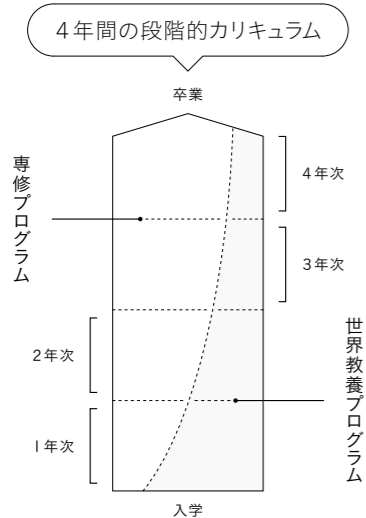 4年間の段階的カリキュラム
卒業
専修プログラム
4年次
3年次
2年次
世界教養プログラム
1年次
入学